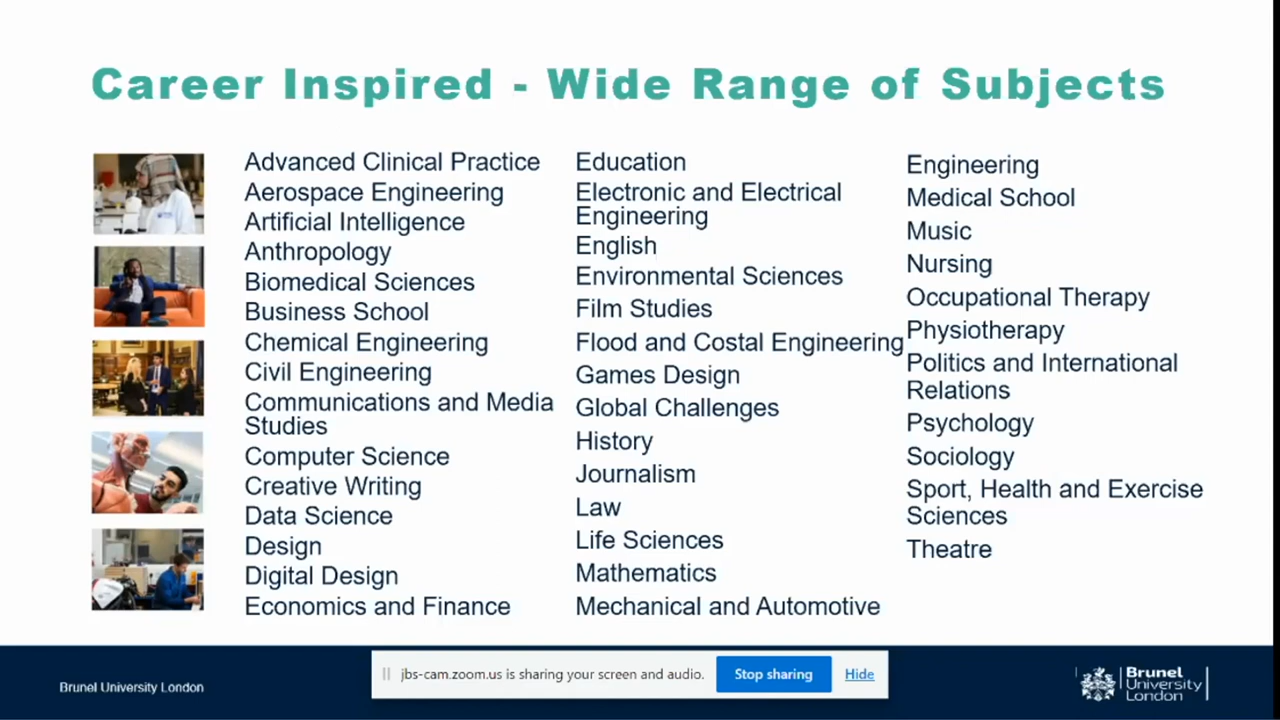 Career Inspired - Wide Range of Subjects
Advanced Clinical Practice
Aerospace Engineering
Artificial Intelligence
Anthropology
Biomedical Sciences
Business School
Chemical Engineering
Civil Engineering
Communications and Media
Studies
Computer Science
Creative Writing
Data Science
Design
Digital Design
Economics and Finance
Education
Electronic and Electrical
Engineering
English
Environmental Sciences
Film Studies
Flood and Costal Engineering
Games Design
Global Challenges
History
Journalism
Law
Life Sciences
Mathematics
Mechanical and Automotive
Engineering
Medical School
Music
Nursing
Occupational Therapy
Physiotherapy
Politics and International
Relations
Psychology
Sociology
Sport, Health and Exercise
Sciences
Theatre
Brunel University London
jbs-cam.zoom.us is sharing your screen and audio.
Stop sharing
Hide
Brunel
University
London